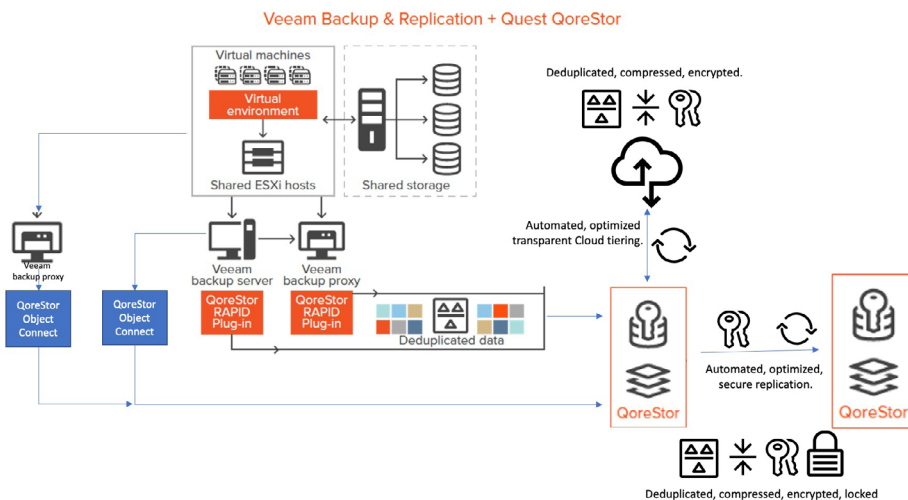 Veeam Backup & Replication + Quest QoreStor
Virtual machines
Virtual
environment
Shared ESXi hosts
Shared storage
Deduplicated, compressed, encrypted.
Automated, optimized
transparent Cloud tiering.
Veeam
backup proxy
Veeam
backup server
Veeam
backup proxy
QoreStor
Object
Connect
QoreStor
Object
Connect
QoreStor
RAPID
Plug-in
QoreStor
RAPID
Plug-in
Deduplicated data
QoreStor
Automated, optimized,
secure replication.
QoreStor
Deduplicated, compressed, encrypted, locked